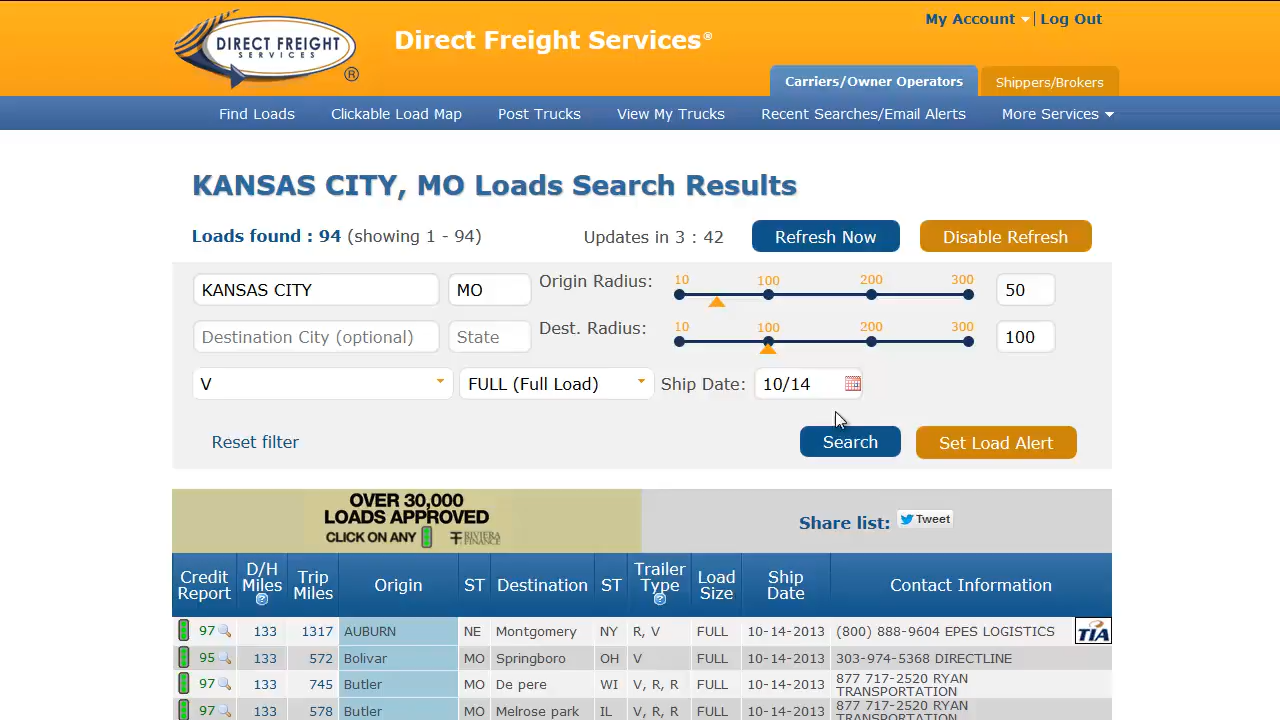 My Account | Log Out
DIRECT FREIGHT
SERVICES
®
Direct Freight Services®
Carriers/Owner Operators
Shippers/Brokers
Find Loads
Clickable Load Map
Post Trucks
View My Trucks
Recent Searches/Email Alerts
More Services
KANSAS CITY, MO Loads Search Results
Loads found : 94 (showing 1 - 94)
Updates in 3 : 42
Refresh Now
Disable Refresh
KANSAS CITY
MO
Origin Radius:
10 100 200 300
50
Destination City (optional)
State
Dest. Radius:
10 100 200 300
100
V
FULL (Full Load)
Ship Date:
10/14
Reset filter
Search
Set Load Alert
OVER 30,000
LOADS APPROVED
CLICK ON ANY
RIVIERA
FINANCE
Share list:
Tweet
Credit Report D/H Miles ? Trip Miles Origin ST Destination ST Trailer Type ? Load Size Ship Date Contact Information
97 133 1317 AUBURN NE Montgomery NY R, V FULL 10-14-2013 (800) 888-9604 EPES LOGISTICS TIA
95 133 572 Bolivar MO Springboro OH V FULL 10-14-2013 303-974-5368 DIRECTLINE
97 133 745 Butler MO De pere WI V, R, R FULL 10-14-2013 877 717-2520 RYAN TRANSPORTATION
97 133 578 Butler MO Melrose park IL V, R, R FULL 10-14-2013 877 717-2520 RYAN TRANSPORTATION